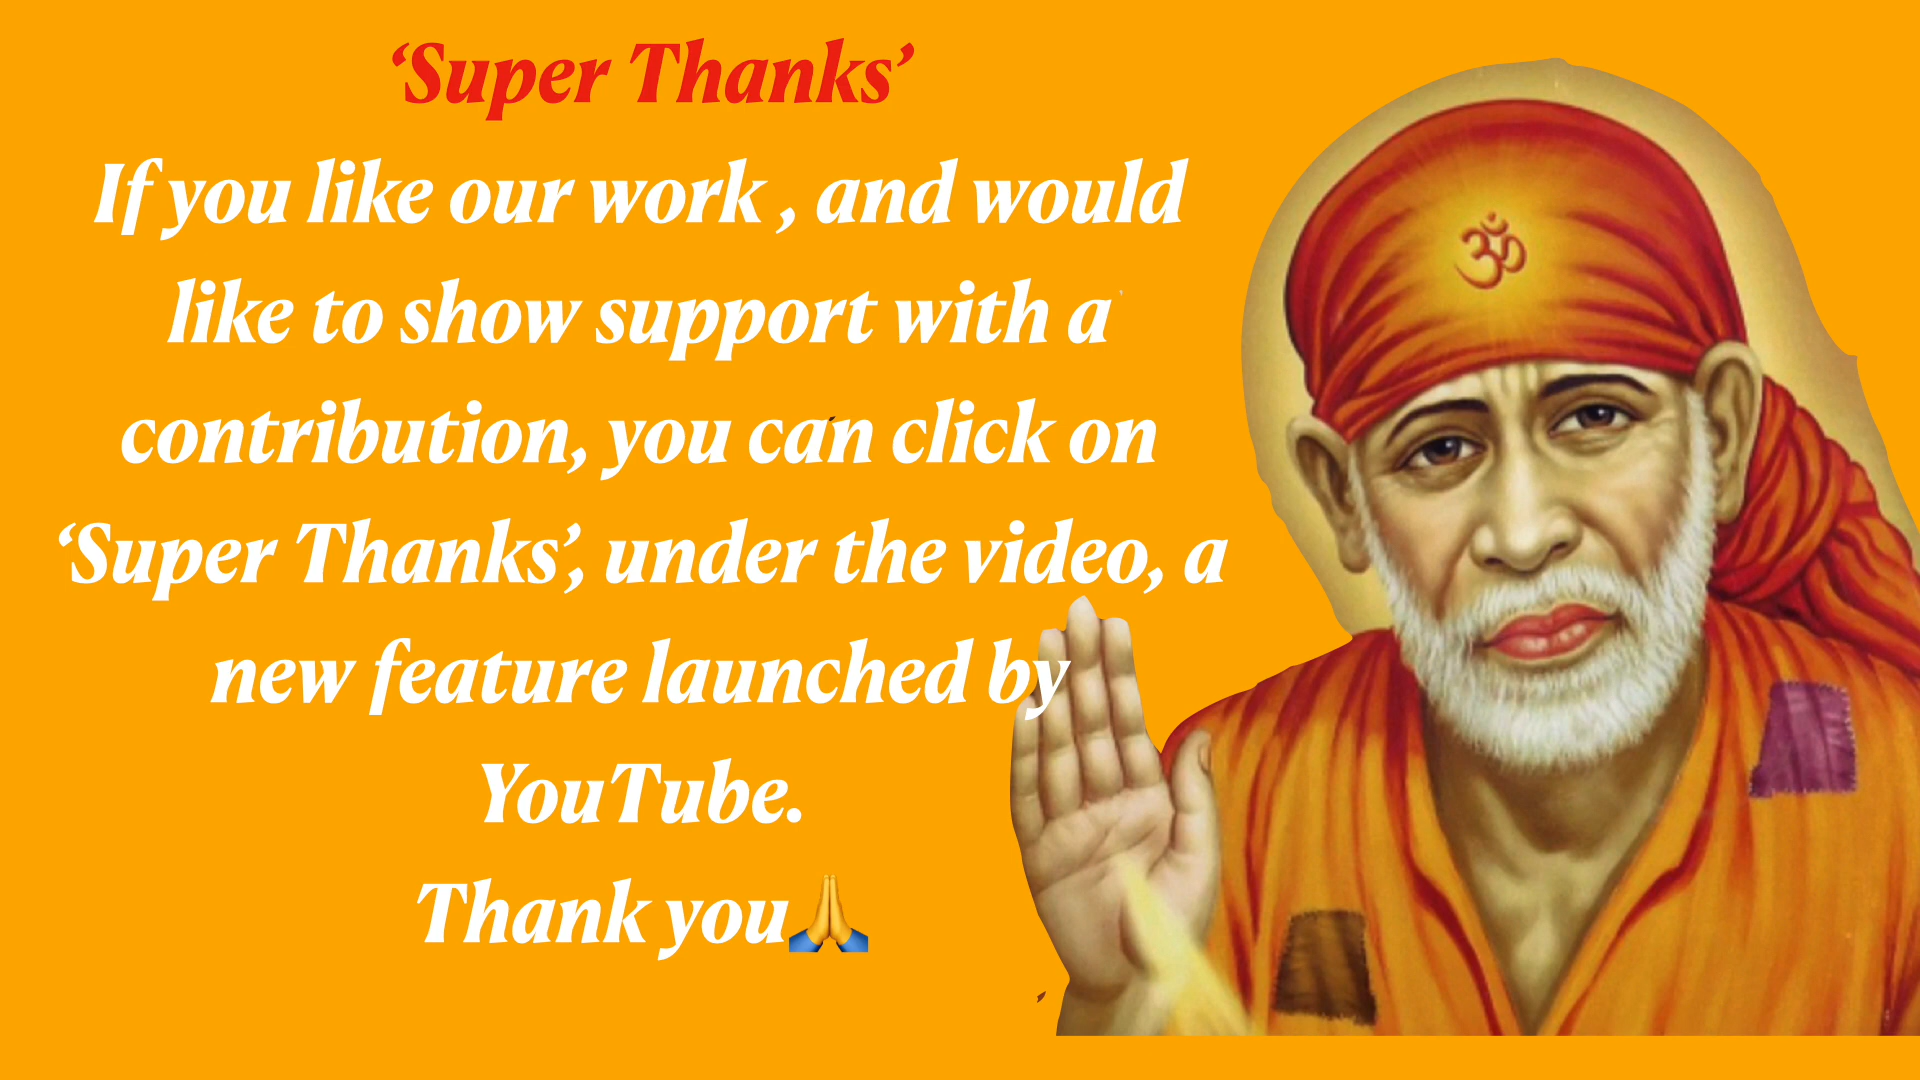 ‘Super Thanks’
If you like our work , and would
like to show support with a
contribution, you can click on
‘Super Thanks’, under the video, a
new feature launched by
YouTube.
Thank you🙏
ॐ